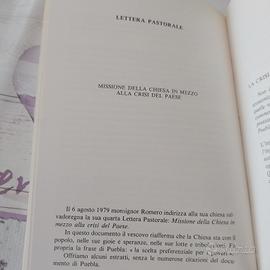 LETTERA PASTORALE
MISSIONE DELLA CHIESA IN MEZZO
ALLA CRISI DEL PAESE
Il 6 agosto 1979 monsignor Romero indirizza alla sua chiesa sal-
vadoregna la sua quarta Lettera Pastorale: Missione della Chiesa in
mezzo alla crisi del Paese.
In questo documento il vescovo riafferma che la Chiesa sta con il
popolo, nelle sue gioie e speranze, nelle sue lotte e tribolazioni. Fa
propria la frase di Puebla: « la scelta preferenziale per i poveri ».
Offriamo alcuni estratti, senza le numerose citazioni del docu-
mento di Puebla.
LA CRISI